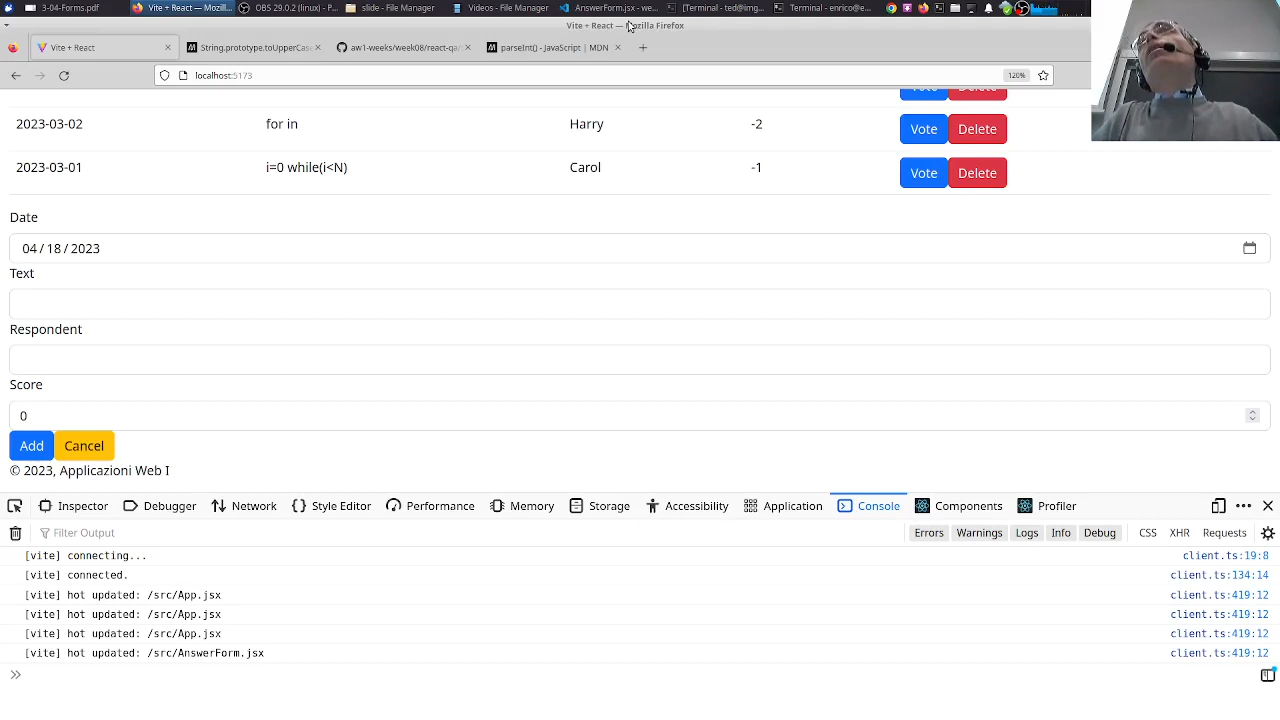 3-04-Forms.pdf
Vite + React — Mozill...
OBS 29.0.2 (linux) - P...
slide - File Manager
Videos - File Manager
AnswerForm.jsx - we...
[Terminal - ted@img...
Terminal - enrico@e...
Vite + React — Mozilla Firefox
Vite + React
String.prototype.toUpperCase
aw1-weeks/week08/react-qa
parseInt() - JavaScript | MDN
localhost:5173
120%
Vote Delete
2023-03-02 for in Harry -2 Vote Delete
2023-03-01 i=0 while(i<N) Carol -1 Vote Delete
Date
04/18/2023
Text
Respondent
Score
0
Add Cancel
© 2023, Applicazioni Web I
Inspector Debugger Network Style Editor Performance Memory Storage Accessibility Application Console Components Profiler
Filter Output
Errors Warnings Logs Info Debug CSS XHR Requests
[vite] connecting... client.ts:19:8
[vite] connected. client.ts:134:14
[vite] hot updated: /src/App.jsx client.ts:419:12
[vite] hot updated: /src/App.jsx client.ts:419:12
[vite] hot updated: /src/App.jsx client.ts:419:12
[vite] hot updated: /src/AnswerForm.jsx client.ts:419:12